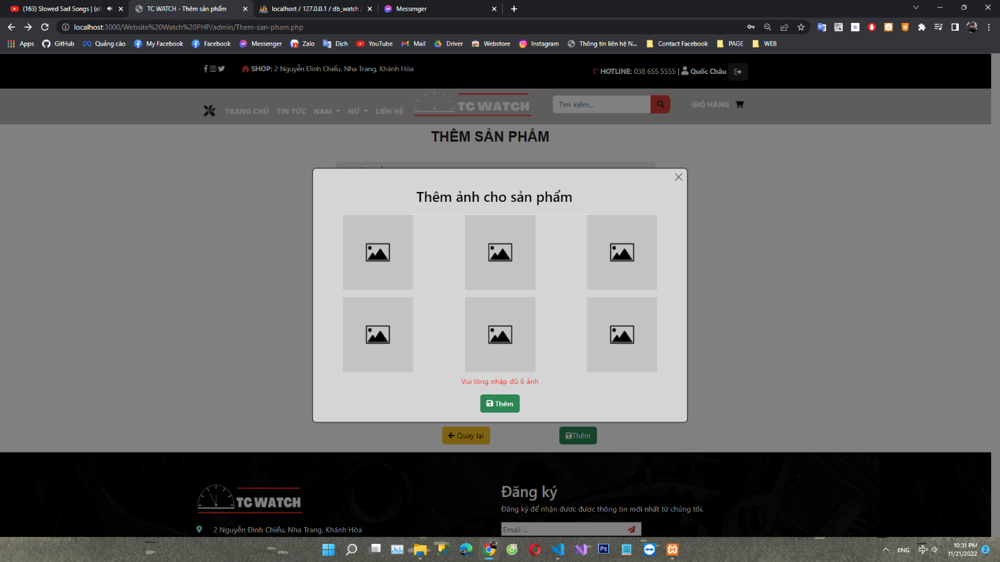 (163) Slowed Sad Songs | (sl
TC WATCH - Thêm sản phẩm
localhost / 127.0.0.1 / db_watch /
Messenger
localhost:3000/Website%20Watch%20PHP/admin/Them-san-pham.php
Apps GitHub Quảng cáo My Facebook Facebook Messenger Zalo Dịch YouTube Mail Driver Webstore Instagram Thông tin liên hệ N... Contact Facebook PAGE WEB
SHOP: 2 Nguyễn Đình Chiểu, Nha Trang, Khánh Hòa
HOTLINE: 038 655 5555 | Quốc Châu
TRANG CHỦ TIN TỨC NAM NỮ LIÊN HỆ
TC WATCH
Tìm kiếm...
GIỎ HÀNG
THÊM SẢN PHẨM
Thêm ảnh cho sản phẩm
Vui lòng nhập đủ 6 ảnh
Thêm
Quay lại
Thêm
TC WATCH
2 Nguyễn Đình Chiểu, Nha Trang, Khánh Hòa
Đăng ký
Đăng ký để nhận được được thông tin mới nhất từ chúng tôi.
Email ...
Ps
ENG
10:31 PM
11/21/2022
2